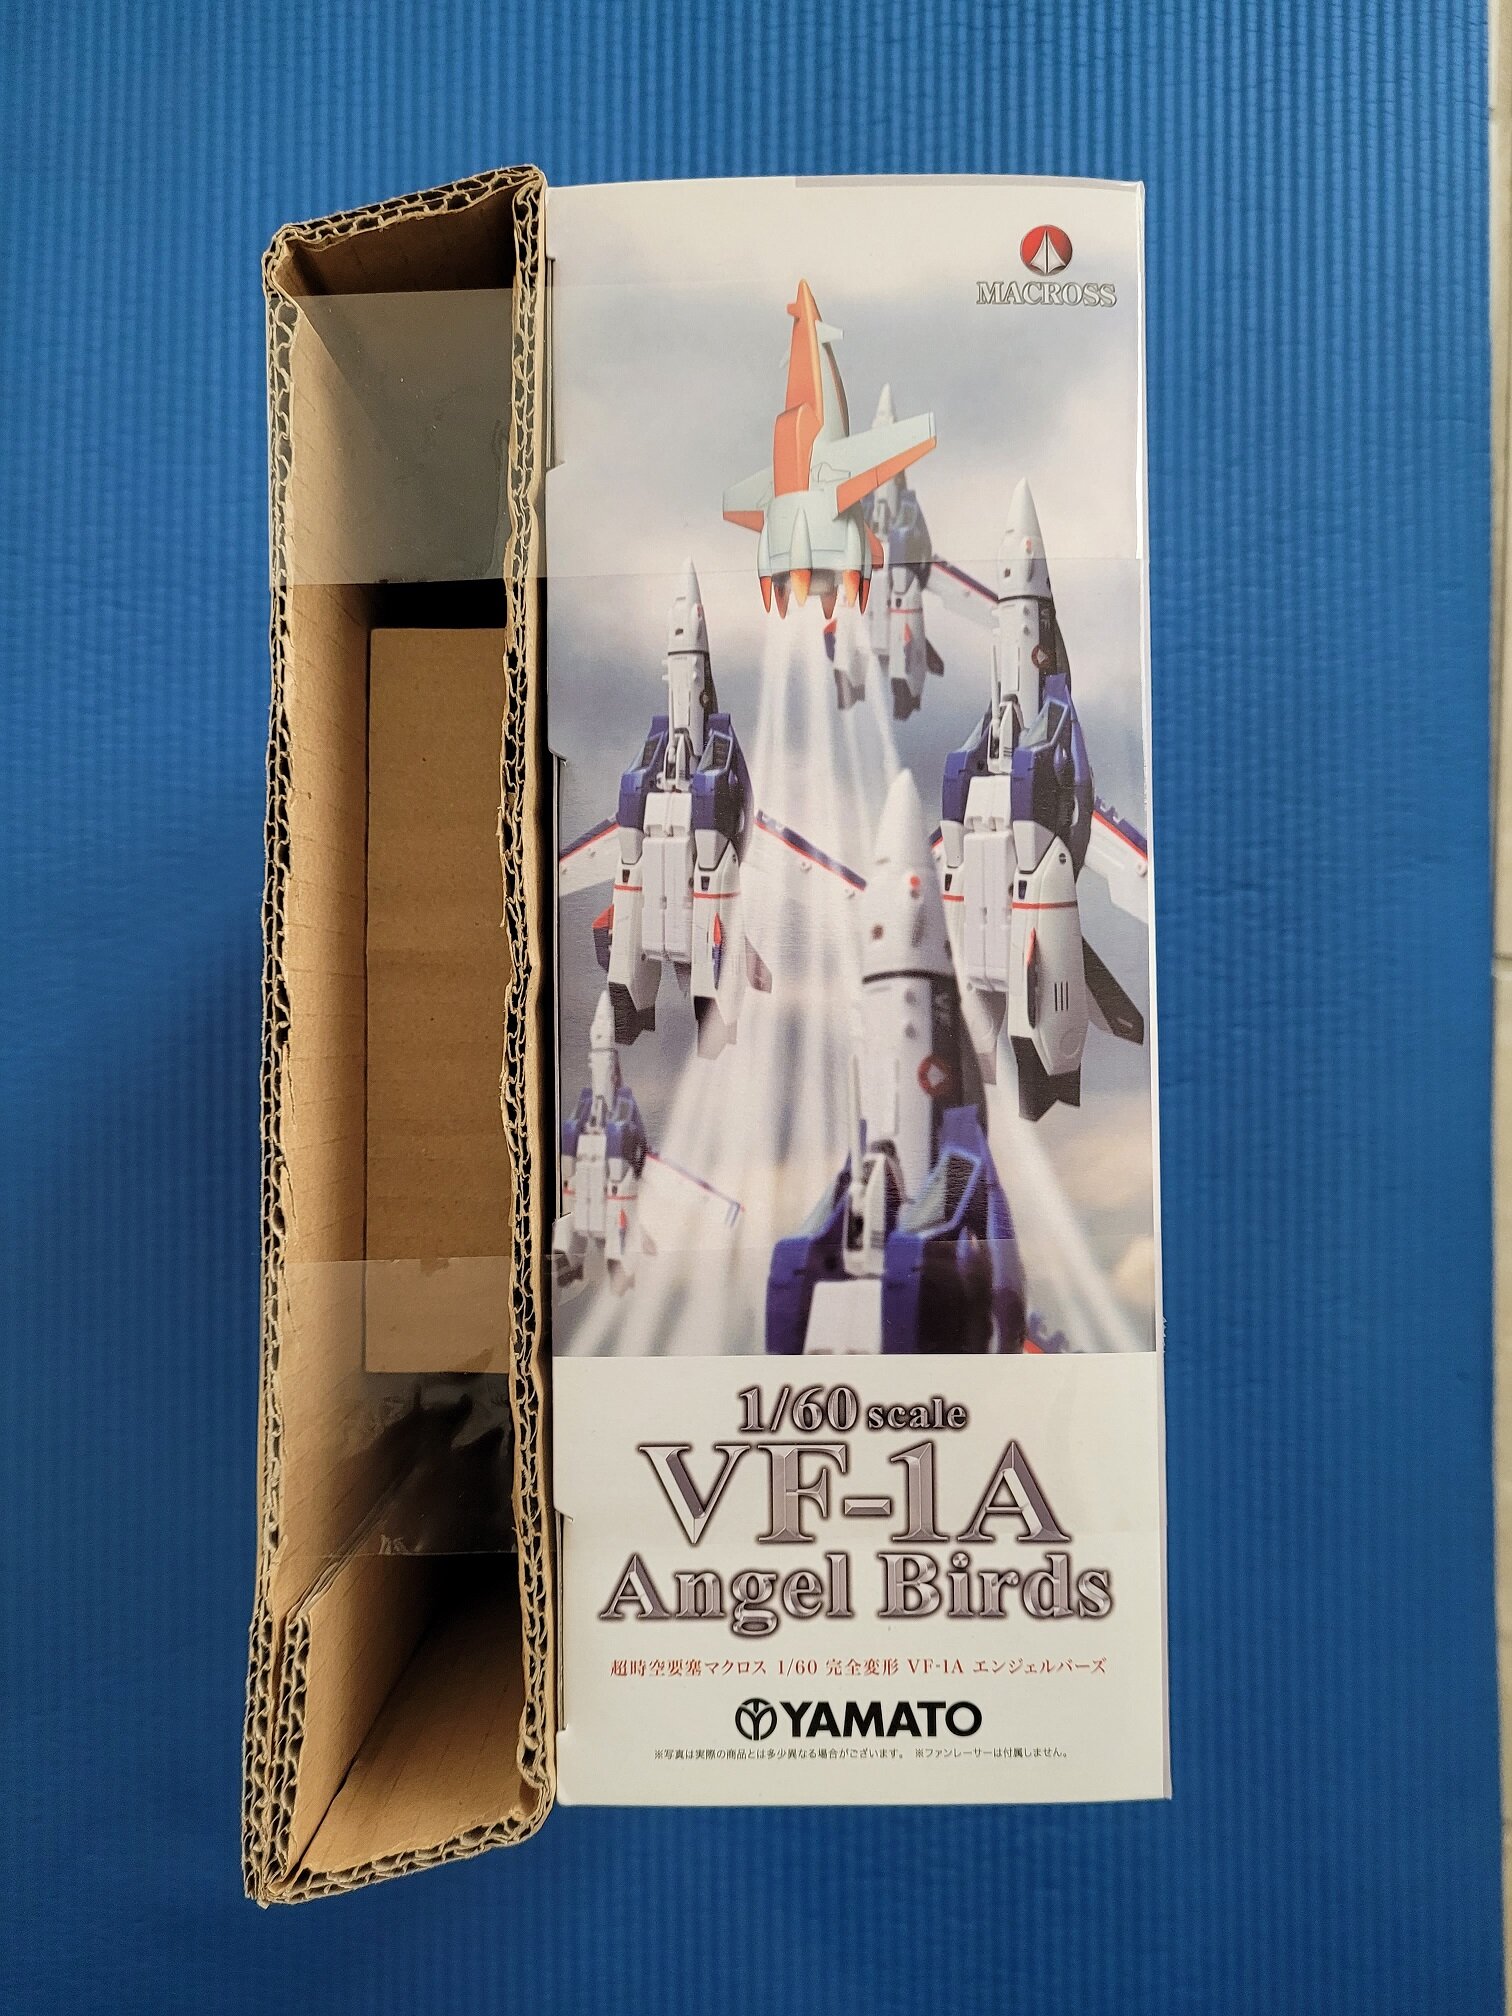 MACROSS
1/60 scale
VF-1A
Angel Birds
超時空要塞マクロス 1/60 完全変形 VF-1A エンジェルバーズ
YAMATO
※写真は実際の商品とは多少異なる場合がございます。 ※ファンレーサーは付属しません。